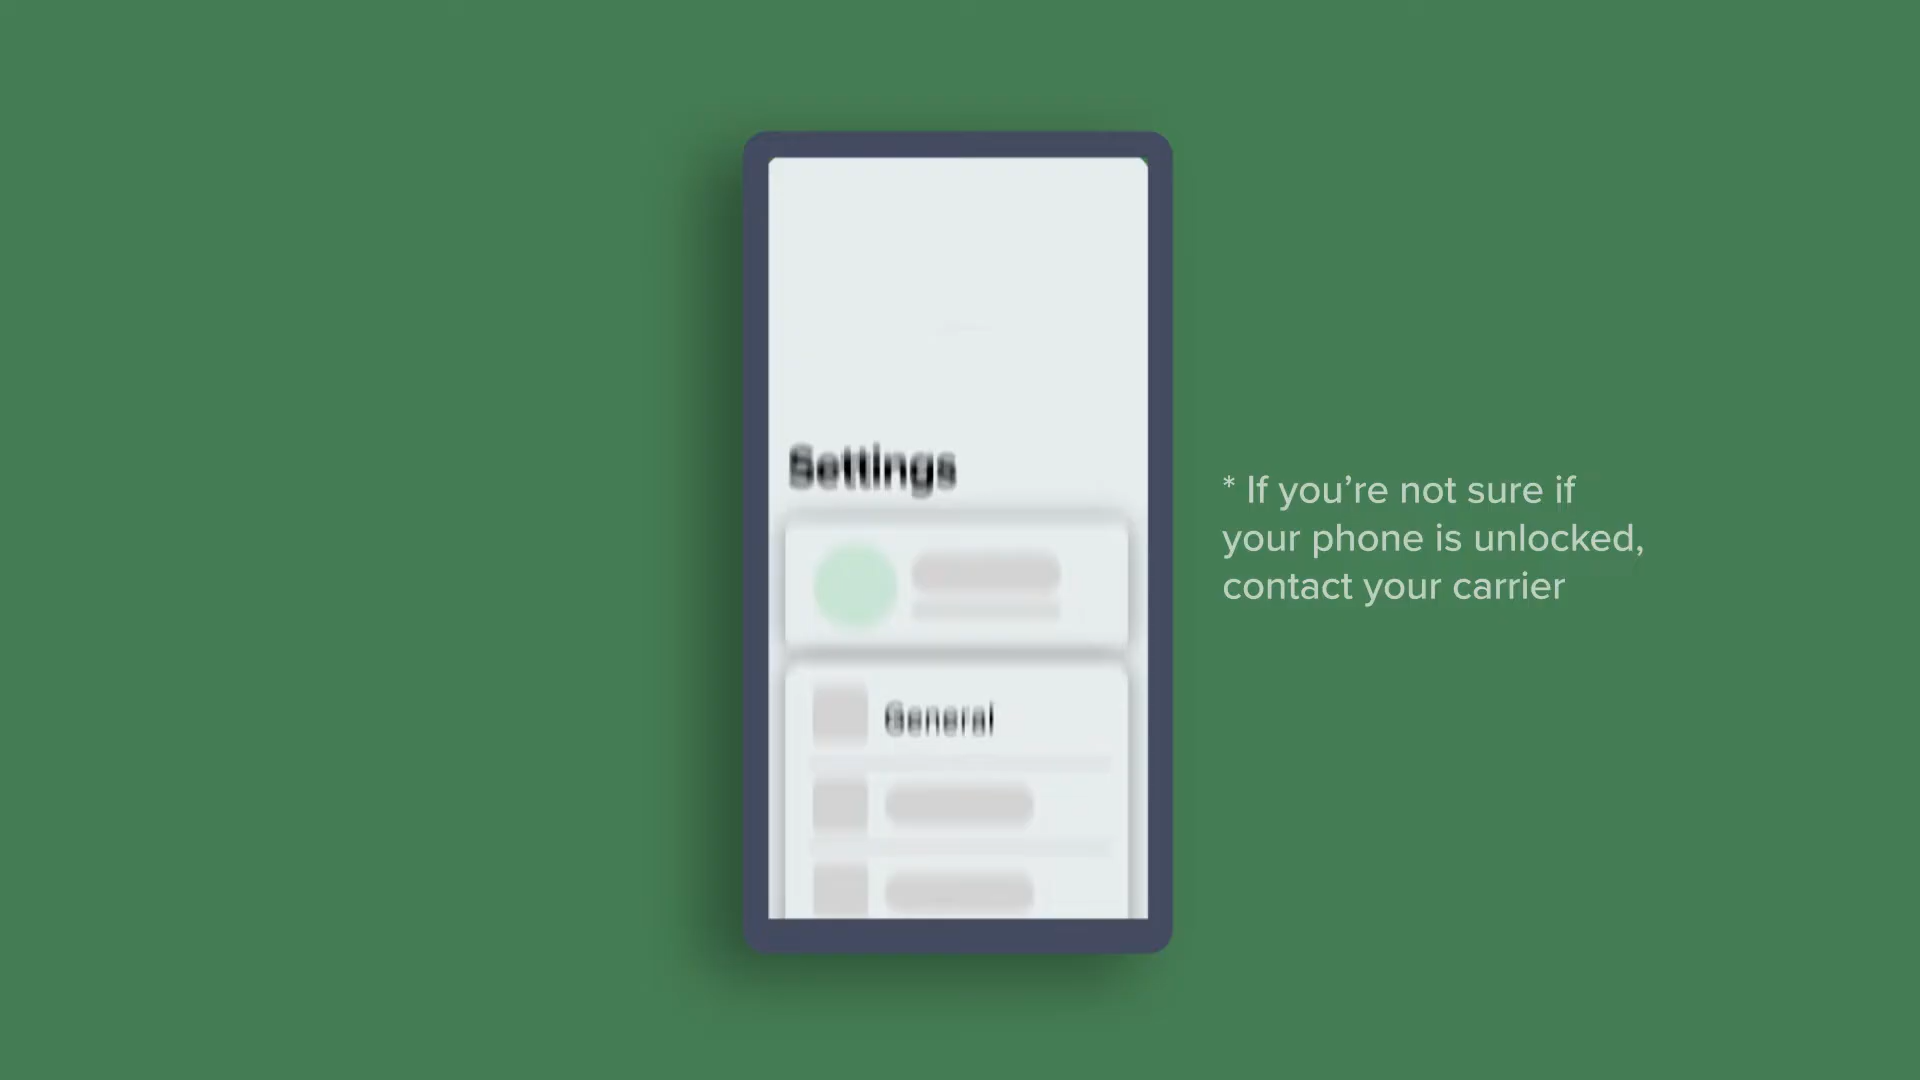 Settings
General
* If you’re not sure if
your phone is unlocked,
contact your carrier